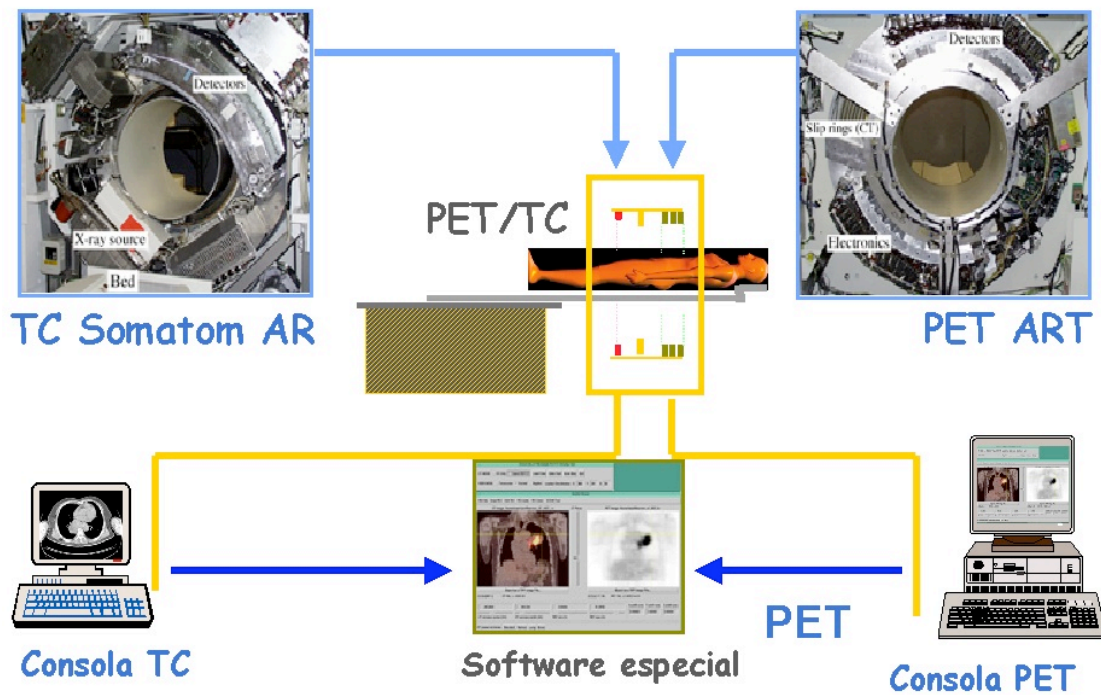 Detectors
Detectors
Slip rings (CT)
PET/TC
X-ray source
Electronics
Bed
TC Somatom AR
PET ART
PET
Consola TC
Software especial
Consola PET